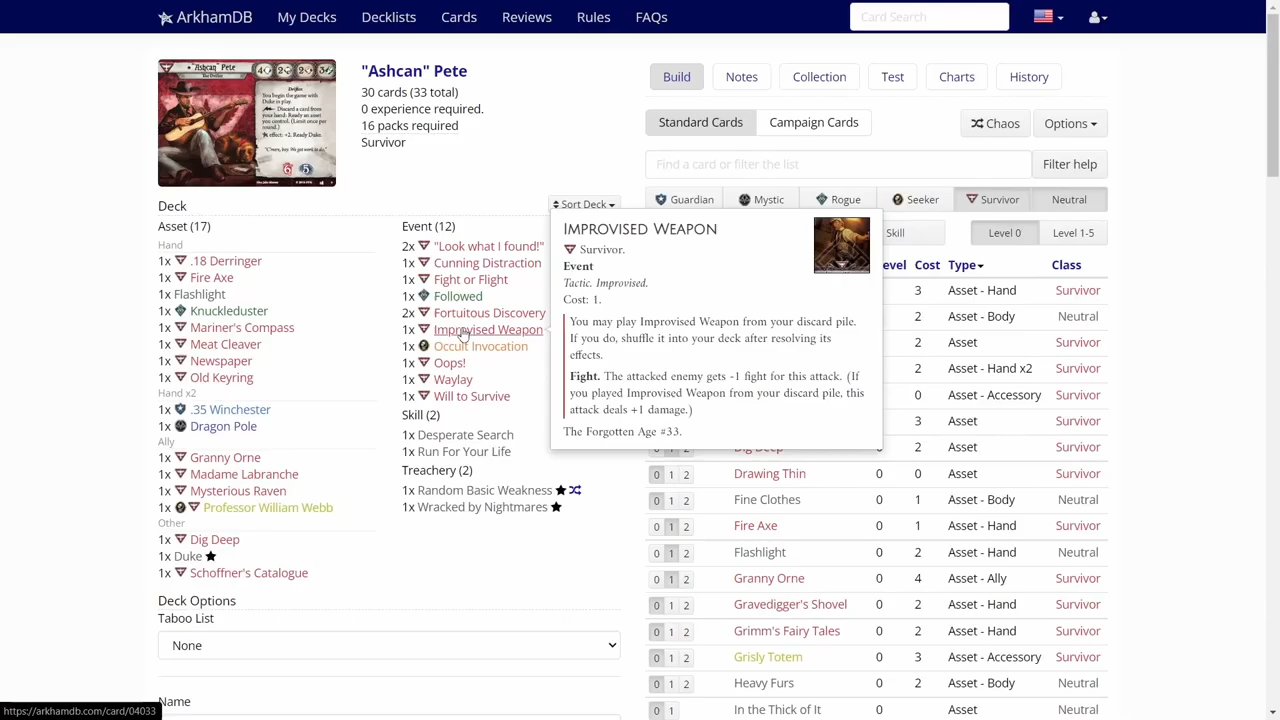 ArkhamDB
My Decks
Decklists
Cards
Reviews
Rules
FAQs
Card Search
"Ashcan" Pete
30 cards (33 total)
0 experience required.
16 packs required
Survivor
Build
Notes
Collection
Test
Charts
History
Standard Cards
Campaign Cards
Chaos
Options
Find a card or filter the list
Filter help
Guardian
Mystic
Rogue
Seeker
Survivor
Neutral
Skill
Level 0
Level 1-5
Deck
Sort Deck
Asset (17)
Hand
1x .18 Derringer
1x Fire Axe
1x Flashlight
1x Knuckleduster
1x Mariner's Compass
1x Meat Cleaver
1x Newspaper
1x Old Keyring
Hand x2
1x .35 Winchester
1x Dragon Pole
Ally
1x Granny Orne
1x Madame Labranche
1x Mysterious Raven
1x Professor William Webb
Other
1x Dig Deep
1x Duke
1x Schoffner's Catalogue
Event (12)
2x "Look what I found!"
1x Cunning Distraction
1x Fight or Flight
1x Followed
2x Fortuitous Discovery
1x Improvised Weapon
1x Occult Invocation
1x Oops!
1x Waylay
1x Will to Survive
Skill (2)
1x Desperate Search
1x Run For Your Life
Treachery (2)
1x Random Basic Weakness
1x Wracked by Nightmares
IMPROVISED WEAPON
Survivor.
Event
Tactic. Improvised.
Cost: 1.
You may play Improvised Weapon from your discard pile.
If you do, shuffle it into your deck after resolving its
effects.
Fight. The attacked enemy gets -1 fight for this attack. (If
you played Improvised Weapon from your discard pile, this
attack deals +1 damage.)
The Forgotten Age #33.
Cost Type Class
3 Asset - Hand Survivor
2 Asset - Body Neutral
2 Asset Survivor
2 Asset - Hand x2 Survivor
0 Asset - Accessory Survivor
3 Asset Survivor
2 Asset Survivor
0 1 2 Drawing Thin 0 0 Asset Survivor
0 1 2 Fine Clothes 0 1 Asset - Body Neutral
0 1 2 Fire Axe 0 1 Asset - Hand Survivor
0 1 2 Flashlight 0 2 Asset - Hand Neutral
0 1 2 Granny Orne 0 4 Asset - Ally Survivor
0 1 2 Gravedigger's Shovel 0 2 Asset - Hand Survivor
0 1 2 Grimm's Fairy Tales 0 2 Asset - Hand Survivor
0 1 2 Grisly Totem 0 3 Asset - Accessory Survivor
0 1 2 Heavy Furs 0 2 Asset - Body Neutral
0 1 In the Thick of It 0 0 Asset Neutral
Deck Options
Taboo List
None
Name
https://arkhamdb.com/card/04033